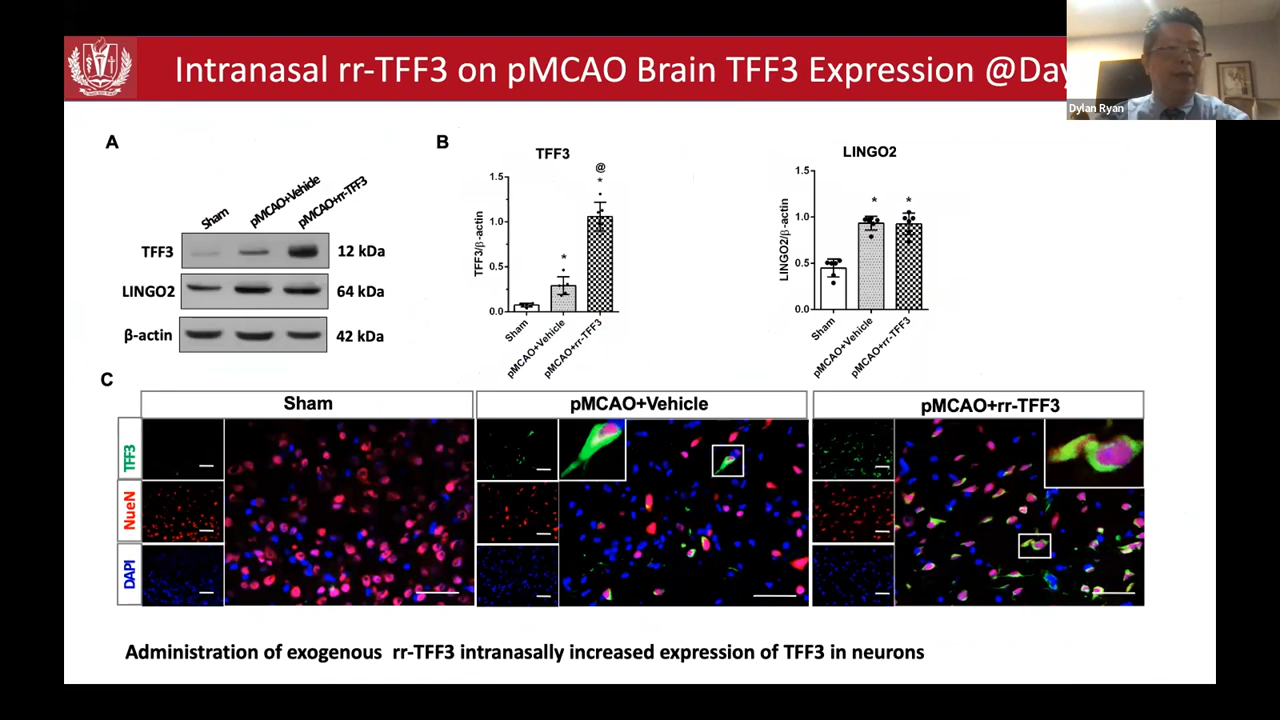 Intranasal rr-TFF3 on pMCAO Brain TFF3 Expression @Day
Dylan Ryan
A
Sham
pMCAO+Vehicle
pMCAO+rr-TFF3
TFF3
12 kDa
LINGO2
64 kDa
β-actin
42 kDa
B
TFF3
@
*
*
TFF3/β-actin
1.5
1.0
0.5
0.0
Sham
pMCAO+Vehicle
pMCAO+rr-TFF3
LINGO2
*
*
LINGO2/β-actin
1.5
1.0
0.5
0.0
Sham
pMCAO+Vehicle
pMCAO+rr-TFF3
C
Sham
pMCAO+Vehicle
pMCAO+rr-TFF3
TFF3
NueN
DAPI
Administration of exogenous rr-TFF3 intranasally increased expression of TFF3 in neurons